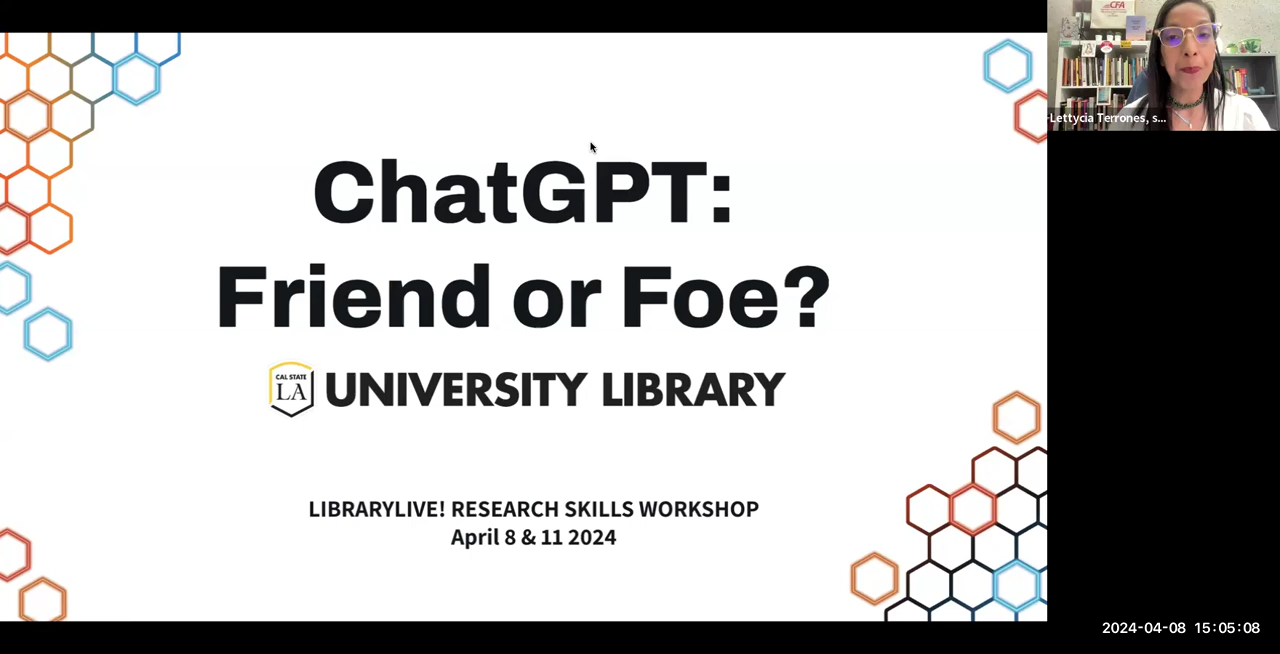 ChatGPT:
Friend or Foe?
CAL STATE
LA
UNIVERSITY LIBRARY
LIBRARYLIVE! RESEARCH SKILLS WORKSHOP
April 8 & 11 2024
CFA
Lettycia Terrones, s...
2024-04-08 15:05:08